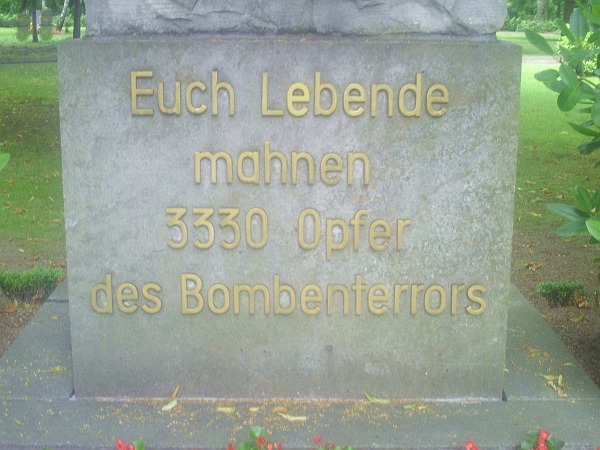 Euch Lebende
mahnen
3330 Opfer
des Bombenterrors